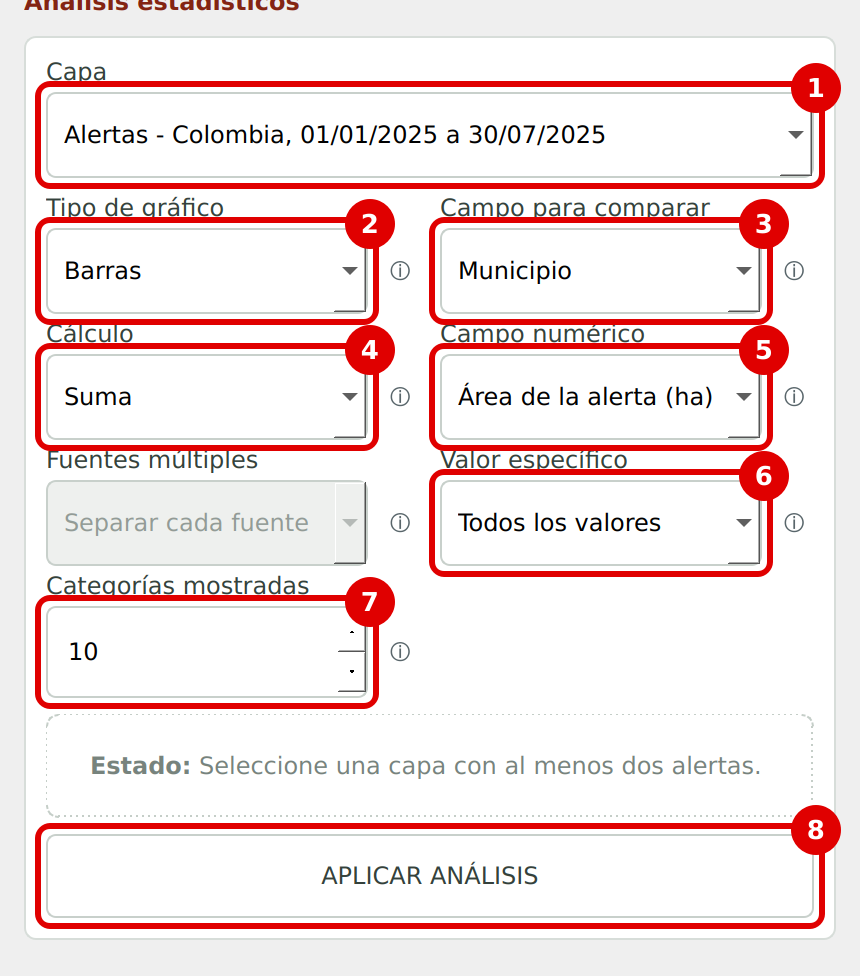 Análisis estadísticos
Capa
1
Alertas - Colombia, 01/01/2025 a 30/07/2025
Tipo de gráfico
2
Campo para comparar
3
Barras
ⓘ
Municipio
ⓘ
Cálculo
4
Campo numérico
5
Suma
ⓘ
Área de la alerta (ha)
ⓘ
Fuentes múltiples
Valor específico
6
Separar cada fuente
ⓘ
Todos los valores
ⓘ
Categorías mostradas
7
10
ⓘ
Estado: Seleccione una capa con al menos dos alertas.
8
APLICAR ANÁLISIS